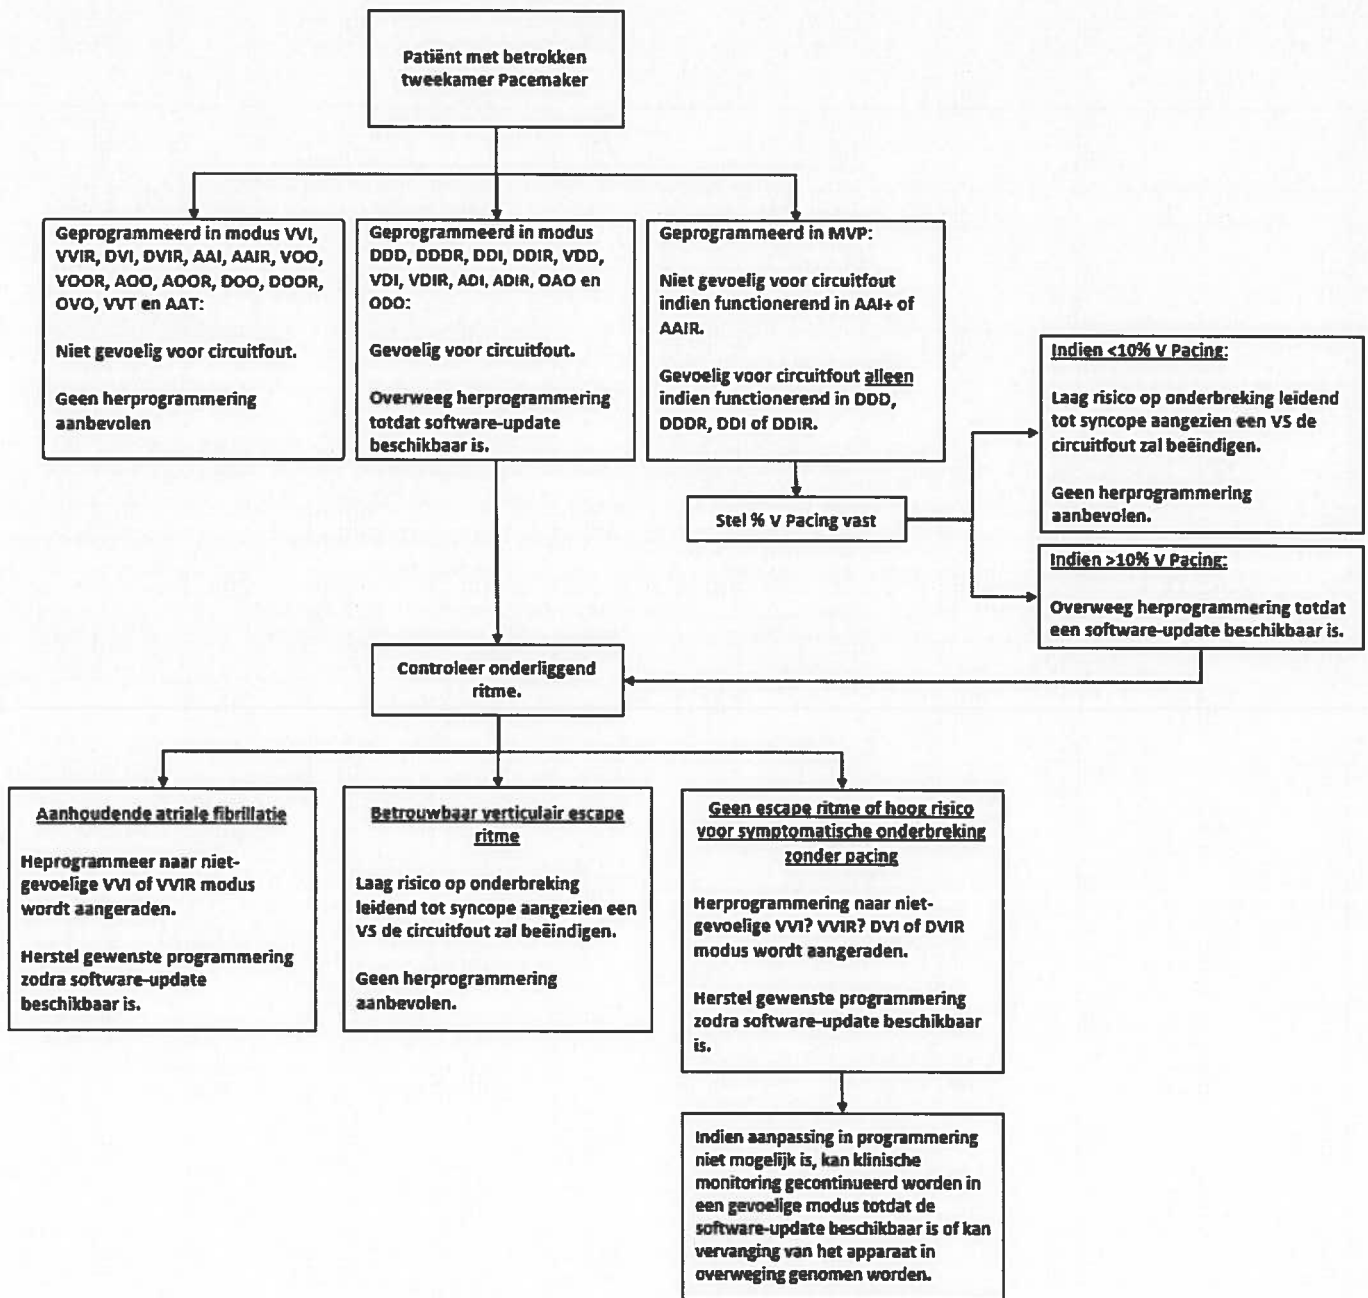 Patiënt met betrokken
tweekamer Pacemaker
Geprogrammeerd in modus VVI,
VVIR, DVI, DVIR, AAI, AAIR, VOO,
VOOR, AOO, AOOR, DOO, DOOR,
OVO, VVT en AAT:
Niet gevoelig voor circuitfout.
Geen herprogrammering
aanbevolen
Geprogrammeerd in modus
DDD, DDDR, DDI, DDIR, VDD,
VDI, VDIR, ADI, ADIR, OAO en
ODO:
Gevoelig voor circuitfout.
Overweeg herprogrammering
totdat software-update
beschikbaar is.
Geprogrammeerd in MVP:
Niet gevoelig voor circuitfout
indien functionerend in AAI+ of
AAIR.
Gevoelig voor circuitfout alleen
indien functionerend in DDD,
DDDR, DDI of DDIR.
Stel % V Pacing vast
Indien <10% V Pacing:
Laag risico op onderbreking leidend
tot syncope aangezien een VS de
circuitfout zal beëindigen.
Geen herprogrammering
aanbevolen.
Indien >10% V Pacing:
Overweeg herprogrammering totdat
een software-update beschikbaar is.
Controleer onderliggend
ritme.
Aanhoudende atriale fibrillatie
Heprogrammeer naar niet-
gevoelige VVI of VVIR modus
wordt aangeraden.
Herstel gewenste programmering
zodra software-update
beschikbaar is.
Betrouwbaar verticulair escape
ritme
Laag risico op onderbreking
leidend tot syncope aangezien een
VS de circuitfout zal beëindigen.
Geen herprogrammering
aanbevolen.
Geen escape ritme of hoog risico
voor symptomatische onderbreking
zonder pacing
Herprogrammering naar niet-
gevoelige VVI? VVIR? DVI of DVIR
modus wordt aangeraden.
Herstel gewenste programmering
zodra software-update beschikbaar
is.
Indien aanpassing in programmering
niet mogelijk is, kan klinische
monitoring gecontinueerd worden in
een gevoelige modus totdat de
software-update beschikbaar is of kan
vervanging van het apparaat in
overweging genomen worden.